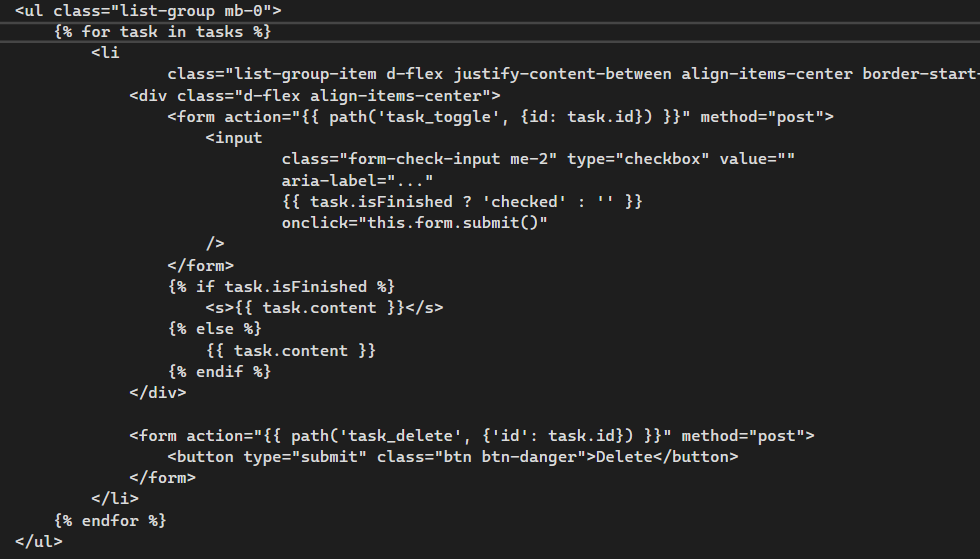 <ul class="list-group mb-0">
{% for task in tasks %}
<li
class="list-group-item d-flex justify-content-between align-items-center border-start-
<div class="d-flex align-items-center">
<form action="{{ path('task_toggle', {id: task.id}) }}" method="post">
<input
class="form-check-input me-2" type="checkbox" value=""
aria-label="..."
{{ task.isFinished ? 'checked' : '' }}
onclick="this.form.submit()"
/>
</form>
{% if task.isFinished %}
<s>{{ task.content }}</s>
{% else %}
{{ task.content }}
{% endif %}
</div>
<form action="{{ path('task_delete', {'id': task.id}) }}" method="post">
<button type="submit" class="btn btn-danger">Delete</button>
</form>
</li>
{% endfor %}
</ul>